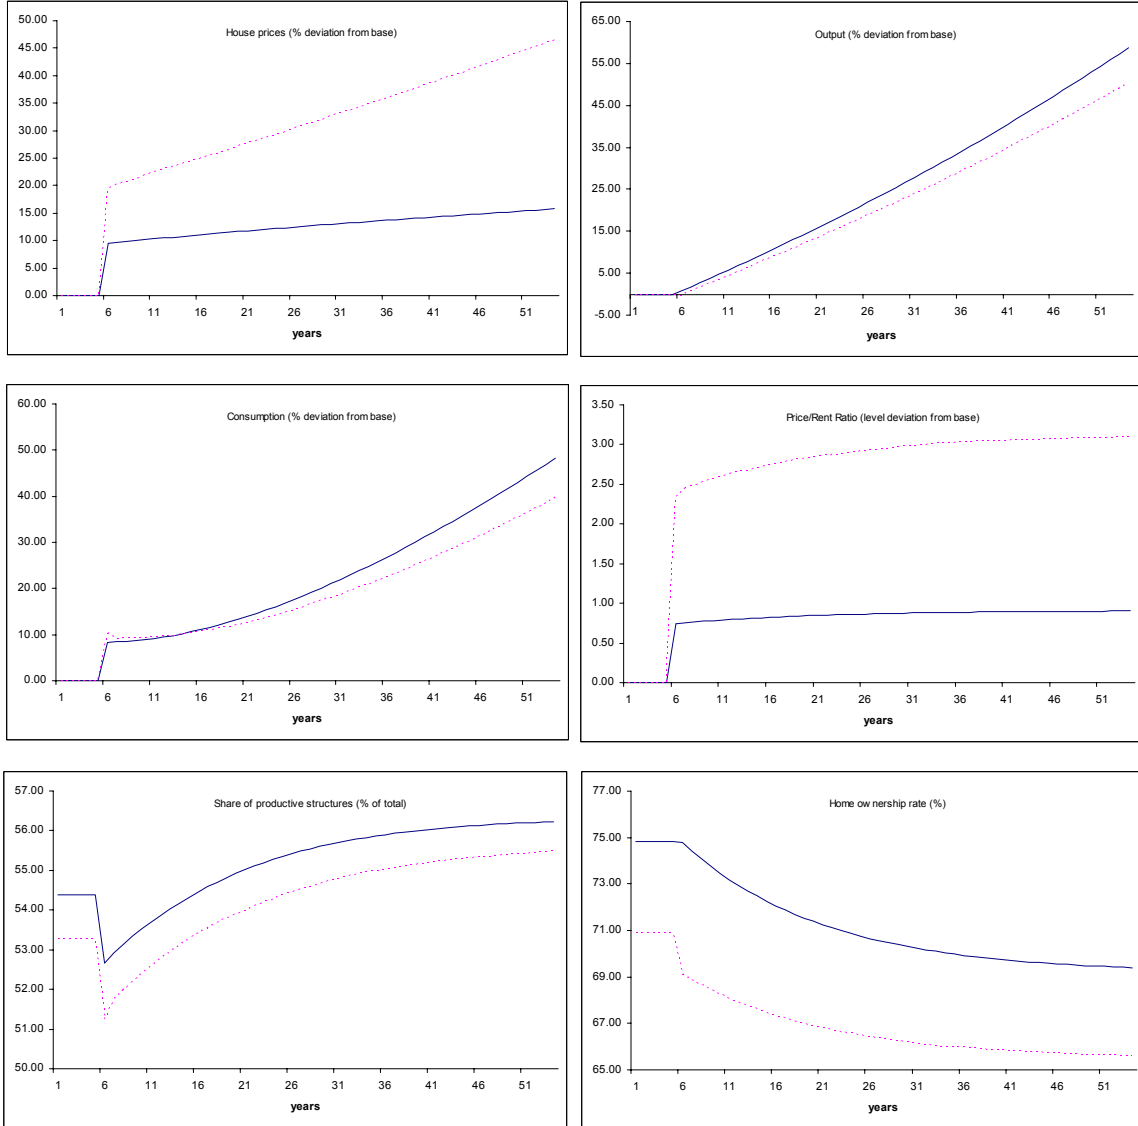 House prices (% deviation from base)
50.00
45.00
40.00
35.00
30.00
25.00
20.00
15.00
10.00
5.00
0.00
1 6 11 16 21 26 31 36 41 46 51
years
Output (% deviation from base)
65.00
55.00
45.00
35.00
25.00
15.00
5.00
-5.00
1 6 11 16 21 26 31 36 41 46 51
years
Consumption (% deviation from base)
60.00
50.00
40.00
30.00
20.00
10.00
0.00
1 6 11 16 21 26 31 36 41 46 51
years
Price/Rent Ratio (level deviation from base)
3.50
3.00
2.50
2.00
1.50
1.00
0.50
0.00
1 6 11 16 21 26 31 36 41 46 51
years
Share of productive structures (% of total)
57.00
56.00
55.00
54.00
53.00
52.00
51.00
50.00
1 6 11 16 21 26 31 36 41 46 51
years
Home ow nership rate (%)
77.00
75.00
73.00
71.00
69.00
67.00
65.00
1 6 11 16 21 26 31 36 41 46 51
years